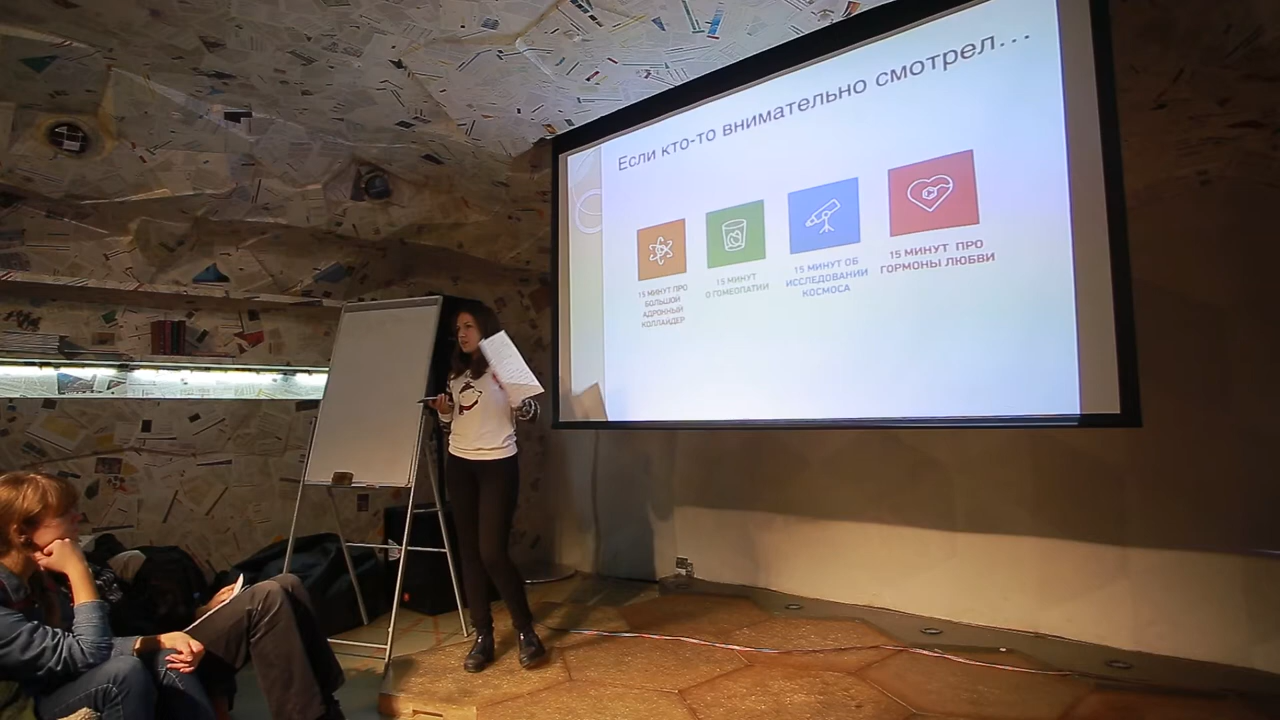 Если кто-то внимательно смотрел...
15 МИНУТ ПРО
БОЛЬШОЙ
АДРОННЫЙ
КОЛЛАЙДЕР
15 МИНУТ
О ГОМЕОПАТИИ
15 МИНУТ ОБ
ИССЛЕДОВАНИИ
КОСМОСА
15 МИНУТ ПРО
ГОРМОНЫ ЛЮБВИ